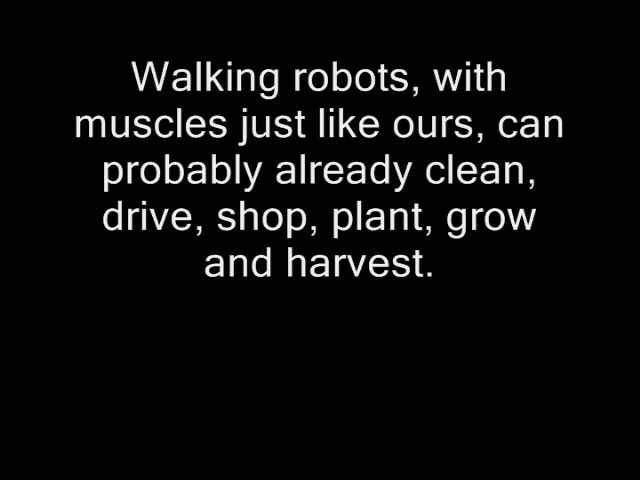 Walking robots, with
muscles just like ours, can
probably already clean,
drive, shop, plant, grow
and harvest.